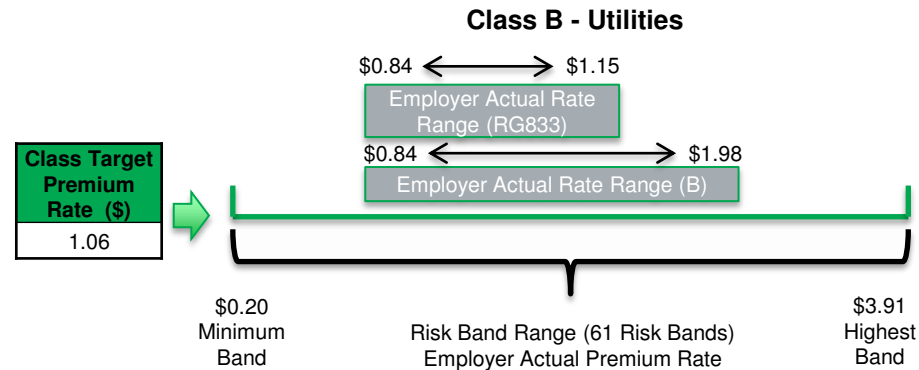 Class B - Utilities
$0.84
$1.15
Employer Actual Rate
Range (RG833)
$0.84
$1.98
Employer Actual Rate Range (B)
Class Target
Premium
Rate ($)
1.06
$0.20
Minimum
Band
Risk Band Range (61 Risk Bands)
Employer Actual Premium Rate
$3.91
Highest
Band